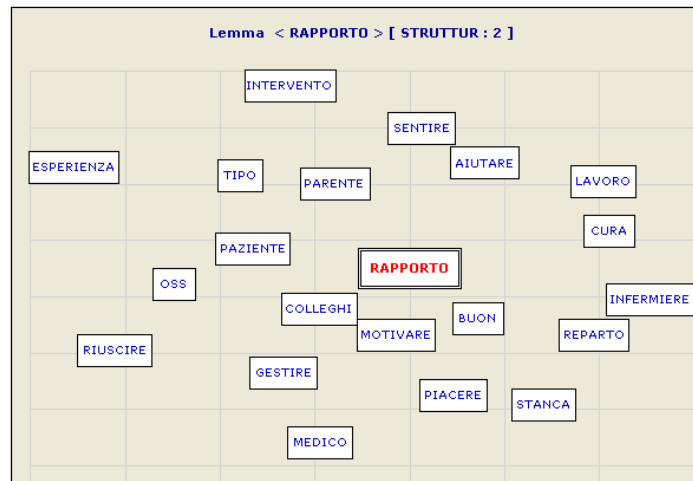 Lemma < RAPPORTO > [ STRUTTUR : 2 ]
INTERVENTO
SENTIRE
ESPERIENZA
TIPO
PARENTE
AIUTARE
LAVORO
CURA
PAZIENTE
RAPPORTO
OSS
COLLEGHI
BUON
INFERMIERE
MOTIVARE
REPARTO
RIUSCIRE
GESTIRE
PIACERE
STANCA
MEDICO